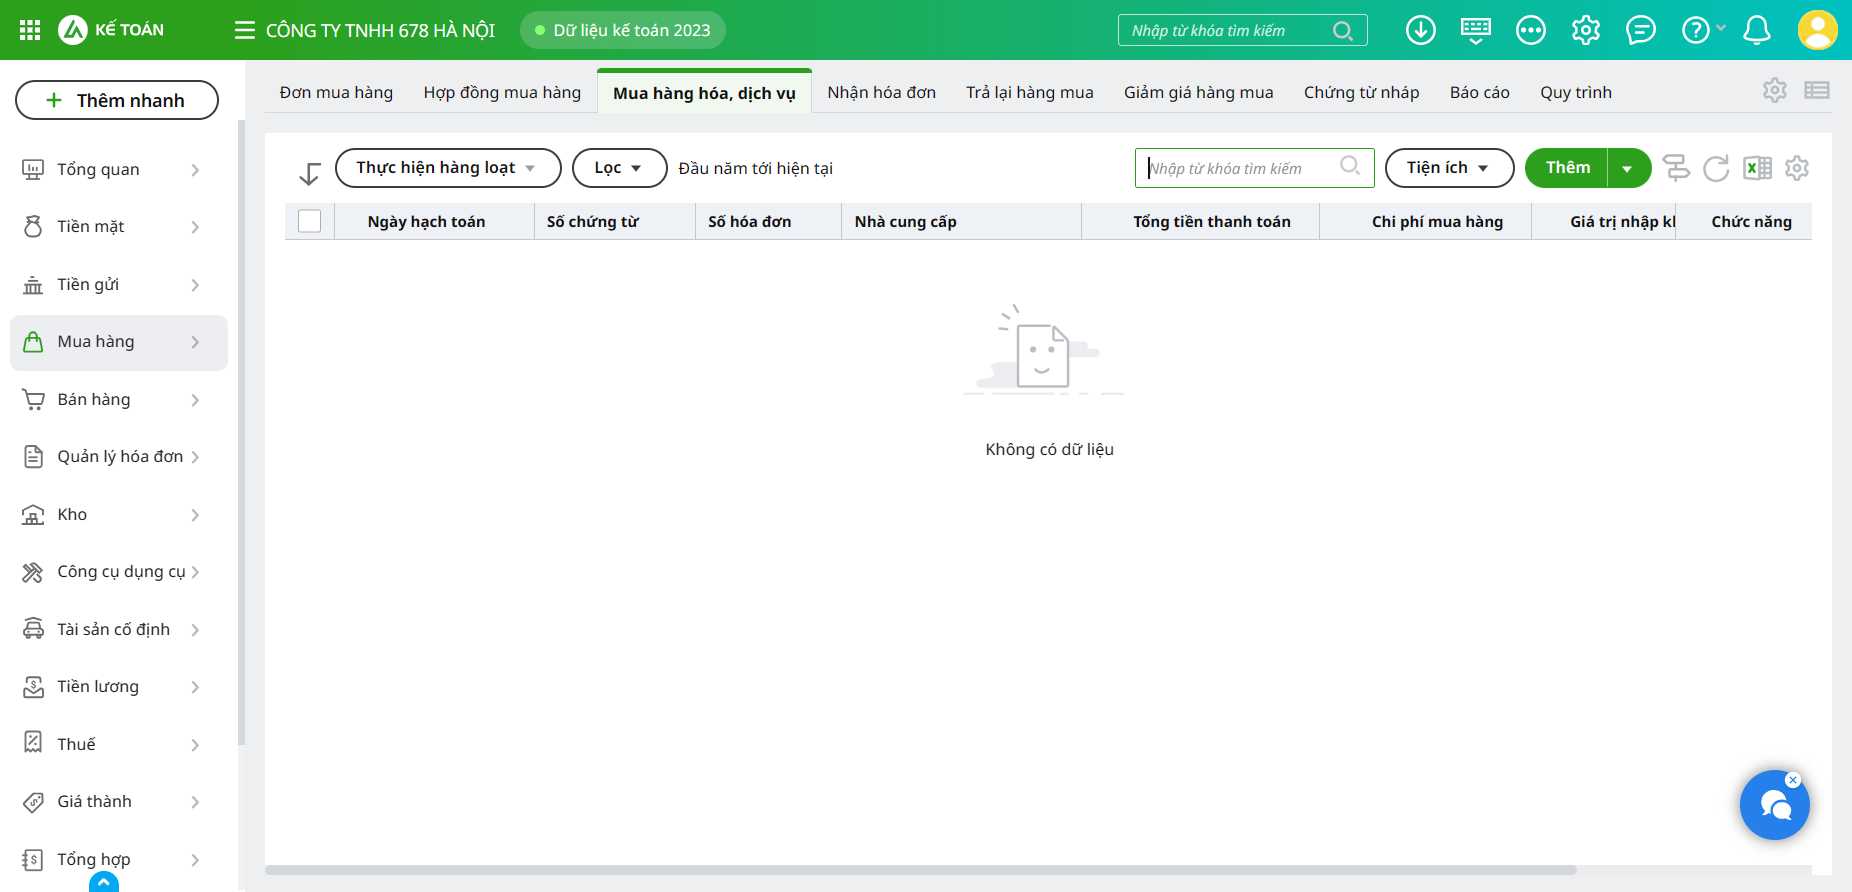 KẾ TOÁN
CÔNG TY TNHH 678 HÀ NỘI
Dữ liệu kế toán 2023
Nhập từ khóa tìm kiếm
Thêm nhanh
Tổng quan
Tiền mặt
Tiền gửi
Mua hàng
Bán hàng
Quản lý hóa đơn
Kho
Công cụ dụng cụ
Tài sản cố định
Tiền lương
Thuế
Giá thành
Tổng hợp
Đơn mua hàng
Hợp đồng mua hàng
Mua hàng hóa, dịch vụ
Nhận hóa đơn
Trả lại hàng mua
Giảm giá hàng mua
Chứng từ nháp
Báo cáo
Quy trình
Thực hiện hàng loạt
Lọc
Đầu năm tới hiện tại
Nhập từ khóa tìm kiếm
Tiện ích
Thêm
Ngày hạch toán
Số chứng từ
Số hóa đơn
Nhà cung cấp
Tổng tiền thanh toán
Chi phí mua hàng
Giá trị nhập
Chức năng
Không có dữ liệu